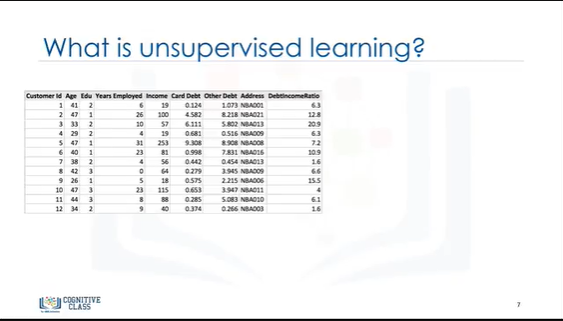 What is unsupervised learning?
Customer Id Age Edu Years Employed Income Card Debt Other Debt Address DebtIncomeRatio
1 41 2 6 19 0.124 1.073 NBA001 6.3
2 47 1 26 100 4.582 8.218 NBA021 12.8
3 33 2 10 57 6.111 5.802 NBA013 20.9
4 29 2 4 19 0.681 0.516 NBA009 6.3
5 47 1 31 253 9.308 8.908 NBA008 7.2
6 40 1 23 81 0.998 7.831 NBA016 10.9
7 38 2 4 56 0.442 0.454 NBA013 1.6
8 42 3 0 64 0.279 3.945 NBA009 6.6
9 26 1 5 18 0.575 2.215 NBA006 15.5
10 47 3 23 115 0.653 3.947 NBA011 4
11 44 3 8 88 0.285 5.083 NBA010 6.1
12 34 2 9 40 0.374 0.266 NBA003 1.6
COGNITIVE
CLASS
7